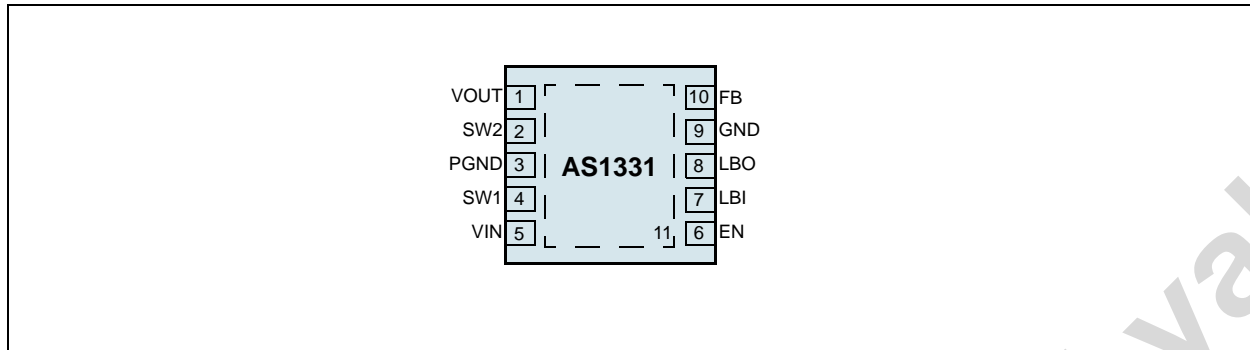 VOUT 1 10 FB
SW2 2 9 GND
PGND 3 AS1331 8 LBO
SW1 4 7 LBI
VIN 5 11 6 EN